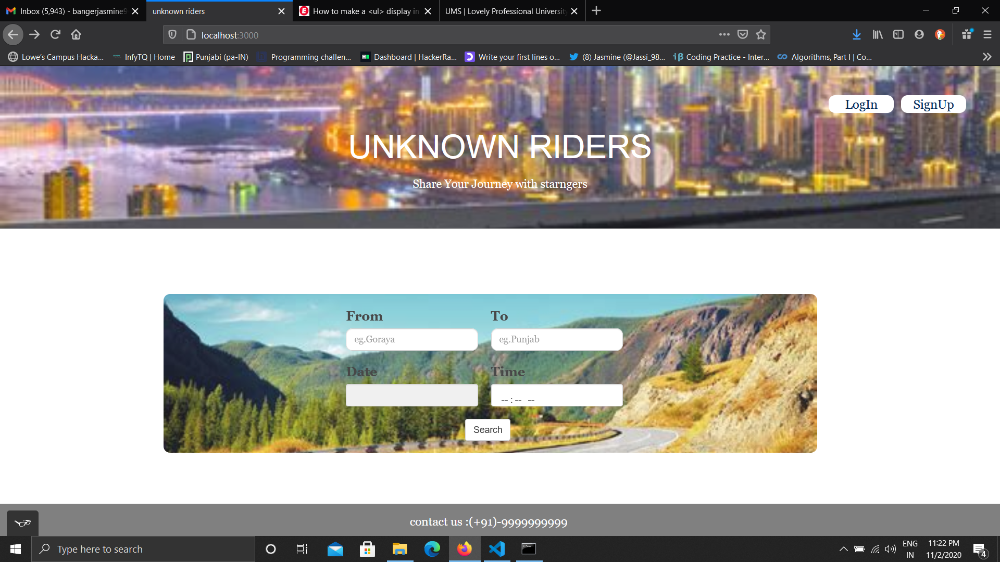 Inbox (5,943) - bangerjasmine9
unknown riders
How to make a <ul> display in
UMS | Lovely Professional University
localhost:3000
Lowe's Campus Hacka...
InfyTQ | Home
Punjabi (pa-IN)
Programming challen...
Dashboard | HackerRa...
Write your first lines o...
(8) Jasmine (@Jassi_98...
iβ Coding Practice - Inter...
Algorithms, Part I | Co...
LogIn
SignUp
UNKNOWN RIDERS
Share Your Journey with starngers
From
To
eg.Goraya
eg.Punjab
Date
Time
-- : -- --
Search
contact us :(+91)-9999999999
Type here to search
ENG
IN
11:22 PM
11/2/2020
4